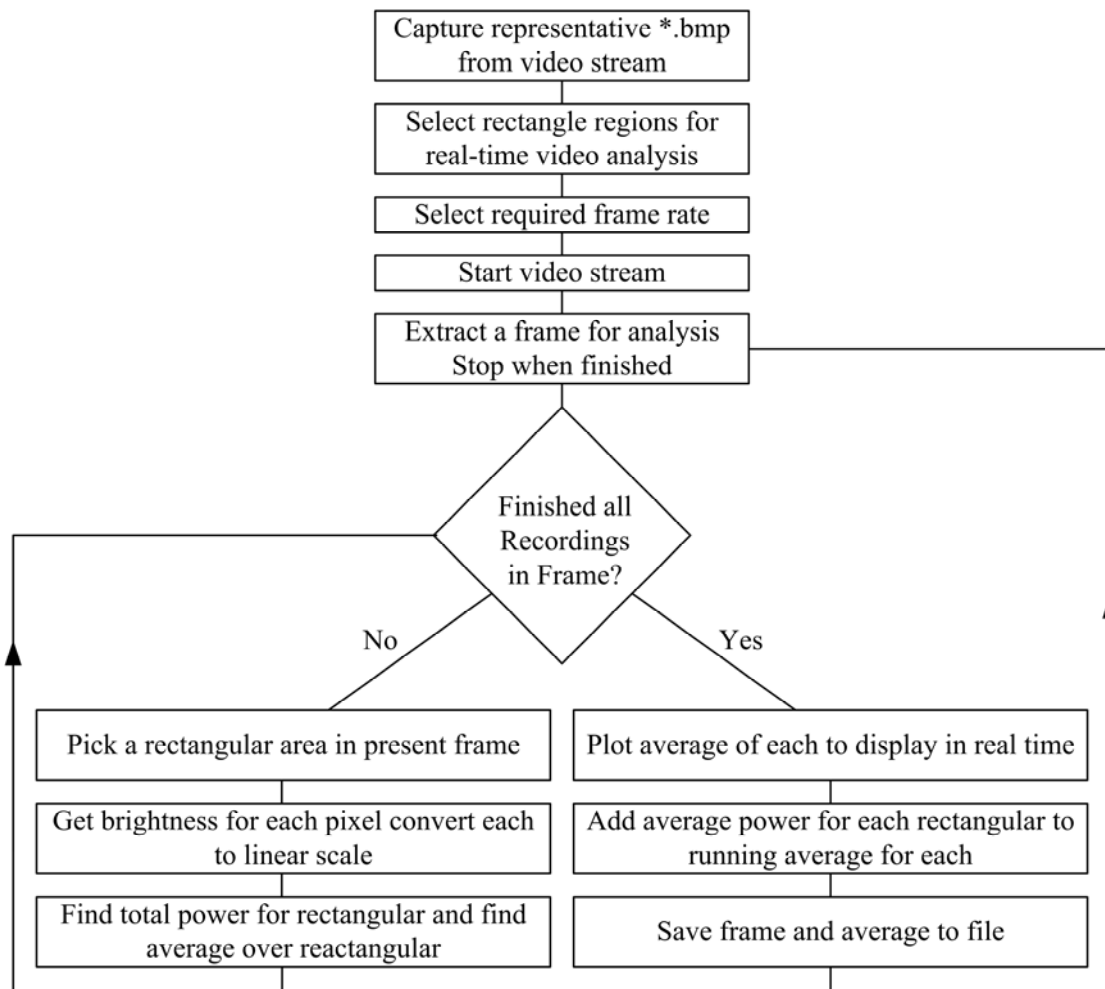 Capture representative *.bmp
from video stream
Select rectangle regions for
real-time video analysis
Select required frame rate
Start video stream
Extract a frame for analysis
Stop when finished
Finished all
Recordings
in Frame?
No
Yes
Pick a rectangular area in present frame
Get brightness for each pixel convert each
to linear scale
Find total power for rectangular and find
average over reactangular
Plot average of each to display in real time
Add average power for each rectangular to
running average for each
Save frame and average to file